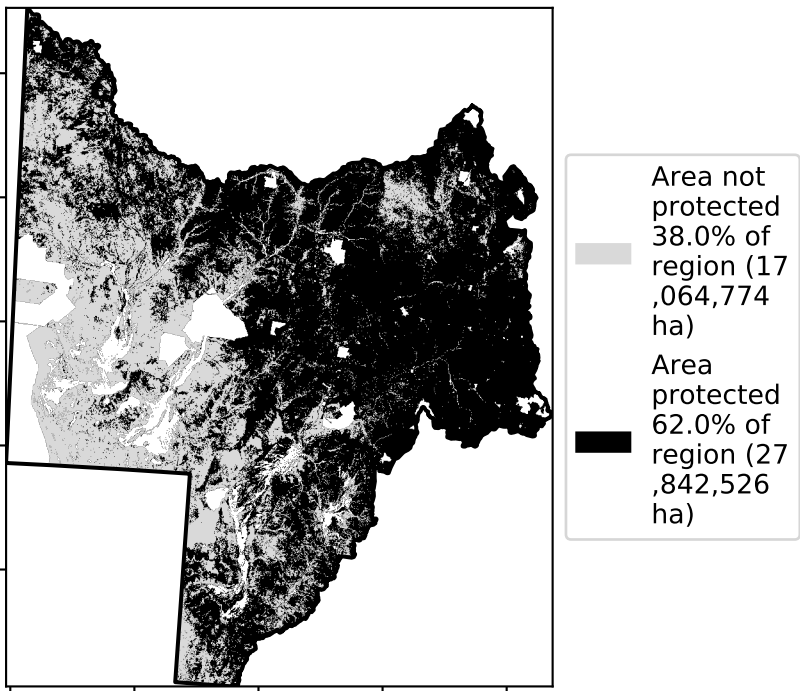 Area not
protected
38.0% of
region (17
,064,774
ha)
Area
protected
62.0% of
region (27
,842,526
ha)